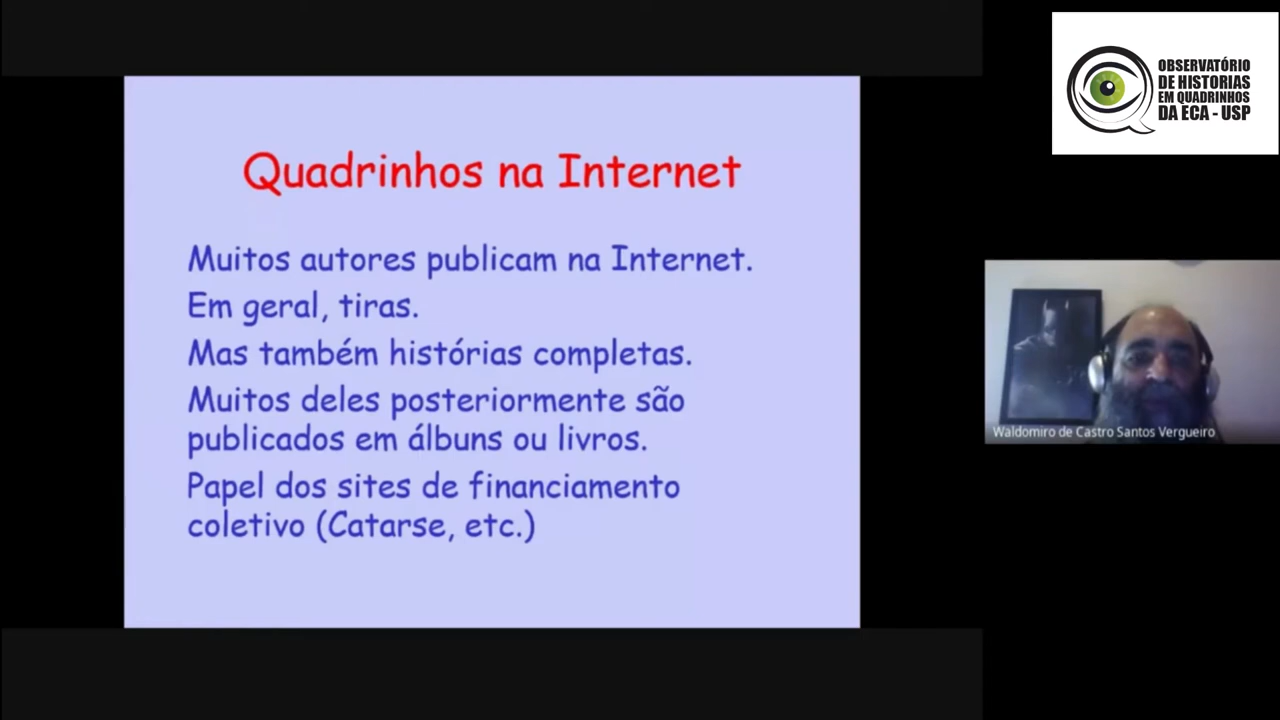 Quadrinhos na Internet
Muitos autores publicam na Internet.
Em geral, tiras.
Mas também histórias completas.
Muitos deles posteriormente são
publicados em álbuns ou livros.
Papel dos sites de financiamento
coletivo (Catarse, etc.)
OBSERVATÓRIO
DE HISTORIAS
EM QUADRINHOS
DA ECA - USP
Waldomiro de Castro Santos Vergueiro